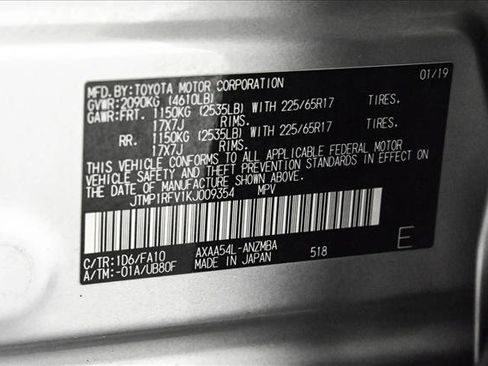 MFD. BY: TOYOTA MOTOR CORPORATION 01/19
GVWR: 2090KG (4610LB)
GAWR: FRT. 1150KG (2535LB) WITH 225/65R17 TIRES.
17X7J RIMS.
RR. 1150KG (2535LB) WITH 225/65R17 TIRES.
17X7J RIMS.
THIS VEHICLE CONFORMS TO ALL APPLICABLE FEDERAL MOTOR
VEHICLE SAFETY AND THEFT PREVENTION STANDARDS IN EFFECT ON
THE DATE OF MANUFACTURE SHOWN ABOVE.
JTMP1RFV1KJ009354 MPV
C/TR: 1D6/FA10 AXAA54L-ANZMBA 518 E
A/TM: -01A/UB80F MADE IN JAPAN